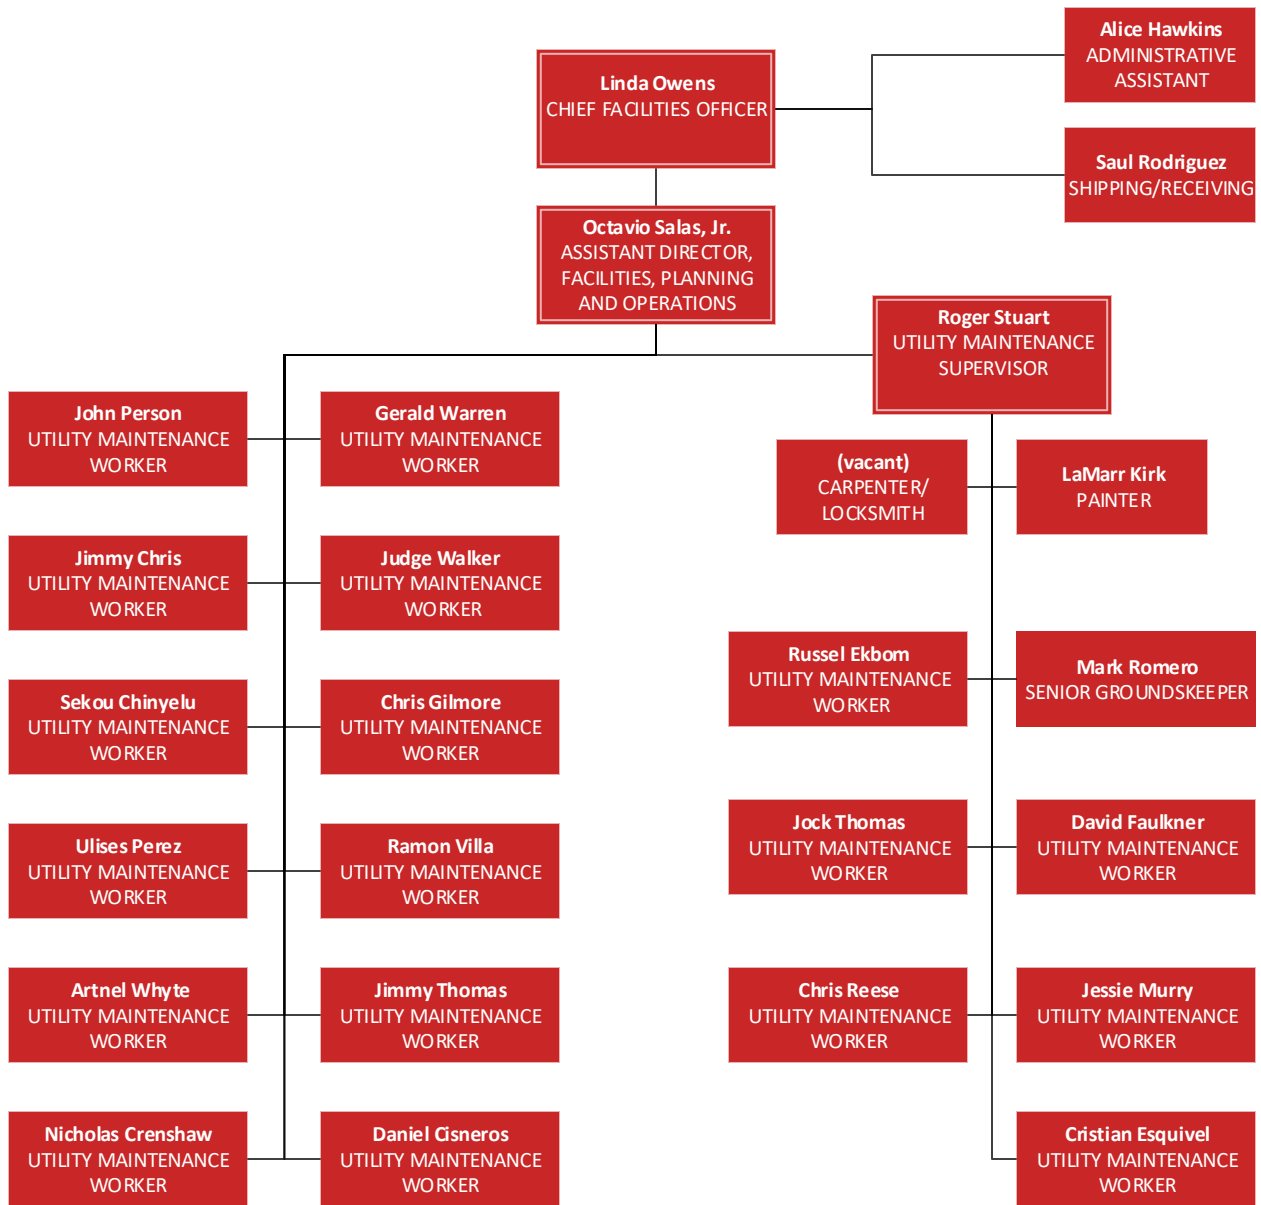 Alice Hawkins
ADMINISTRATIVE
ASSISTANT
Linda Owens
CHIEF FACILITIES OFFICER
Saul Rodriguez
SHIPPING/RECEIVING
Octavio Salas, Jr.
ASSISTANT DIRECTOR,
FACILITIES, PLANNING
AND OPERATIONS
Roger Stuart
UTILITY MAINTENANCE
SUPERVISOR
John Person
UTILITY MAINTENANCE
WORKER
Gerald Warren
UTILITY MAINTENANCE
WORKER
(vacant)
CARPENTER/
LOCKSMITH
LaMarr Kirk
PAINTER
Jimmy Chris
UTILITY MAINTENANCE
WORKER
Judge Walker
UTILITY MAINTENANCE
WORKER
Russel Ekbom
UTILITY MAINTENANCE
WORKER
Mark Romero
SENIOR GROUNDSKEEPER
Sekou Chinyelu
UTILITY MAINTENANCE
WORKER
Chris Gilmore
UTILITY MAINTENANCE
WORKER
Jock Thomas
UTILITY MAINTENANCE
WORKER
David Faulkner
UTILITY MAINTENANCE
WORKER
Ulises Perez
UTILITY MAINTENANCE
WORKER
Ramon Villa
UTILITY MAINTENANCE
WORKER
Artnel Whyte
UTILITY MAINTENANCE
WORKER
Jimmy Thomas
UTILITY MAINTENANCE
WORKER
Chris Reese
UTILITY MAINTENANCE
WORKER
Jessie Murry
UTILITY MAINTENANCE
WORKER
Nicholas Crenshaw
UTILITY MAINTENANCE
WORKER
Daniel Cisneros
UTILITY MAINTENANCE
WORKER
Cristian Esquivel
UTILITY MAINTENANCE
WORKER